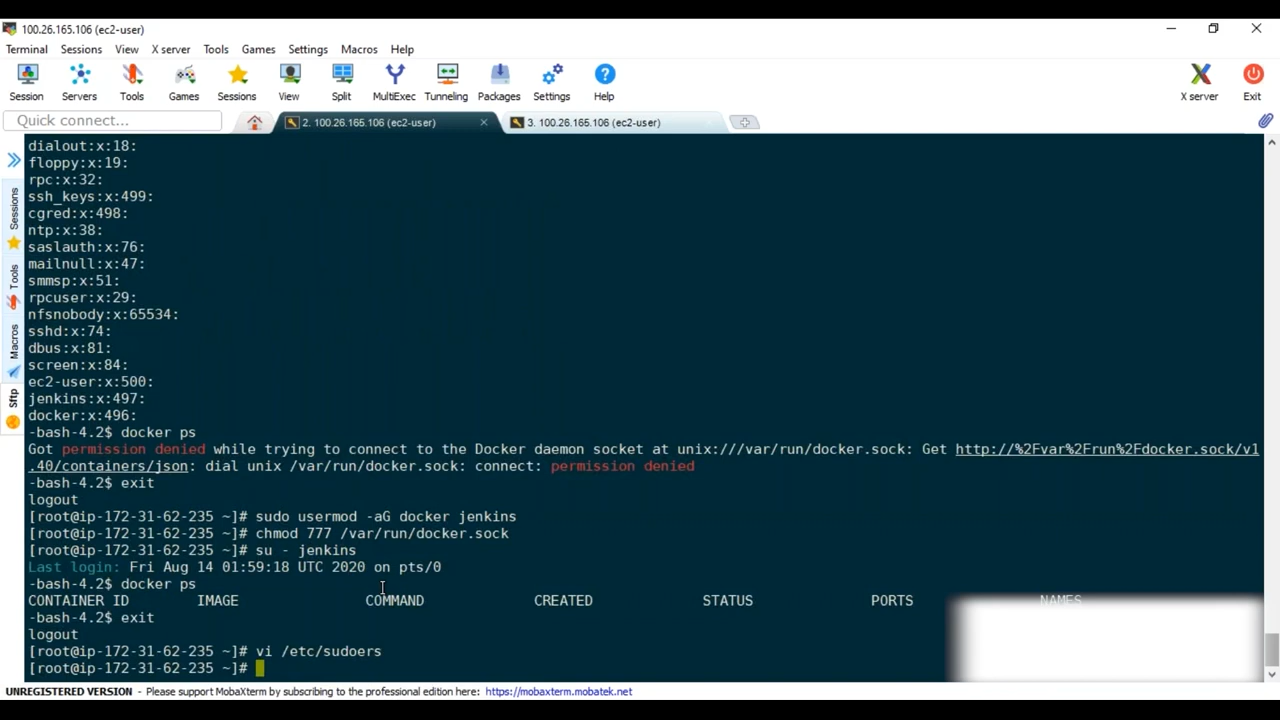 100.26.165.106 (ec2-user)
Terminal Sessions View X server Tools Games Settings Macros Help
Session Servers Tools Games Sessions View Split MultiExec Tunneling Packages Settings Help X server Exit
Quick connect... 2. 100.26.165.106 (ec2-user) 3. 100.26.165.106 (ec2-user)
Sessions
Tools
Macros
Sftp
dialout:x:18:
floppy:x:19:
rpc:x:32:
ssh_keys:x:499:
cgred:x:498:
ntp:x:38:
saslauth:x:76:
mailnull:x:47:
smmsp:x:51:
rpcuser:x:29:
nfsnobody:x:65534:
sshd:x:74:
dbus:x:81:
screen:x:84:
ec2-user:x:500:
jenkins:x:497:
docker:x:496:
-bash-4.2$ docker ps
Got permission denied while trying to connect to the Docker daemon socket at unix:///var/run/docker.sock: Get http://%2Fvar%2Frun%2Fdocker.sock/v1
.40/containers/json: dial unix /var/run/docker.sock: connect: permission denied
-bash-4.2$ exit
logout
[root@ip-172-31-62-235 ~]# sudo usermod -aG docker jenkins
[root@ip-172-31-62-235 ~]# chmod 777 /var/run/docker.sock
[root@ip-172-31-62-235 ~]# su - jenkins
Last login: Fri Aug 14 01:59:18 UTC 2020 on pts/0
-bash-4.2$ docker ps
CONTAINER ID IMAGE COMMAND CREATED STATUS PORTS NAMES
-bash-4.2$ exit
logout
[root@ip-172-31-62-235 ~]# vi /etc/sudoers
[root@ip-172-31-62-235 ~]#
UNREGISTERED VERSION - Please support MobaXterm by subscribing to the professional edition here: https://mobaxterm.mobatek.net